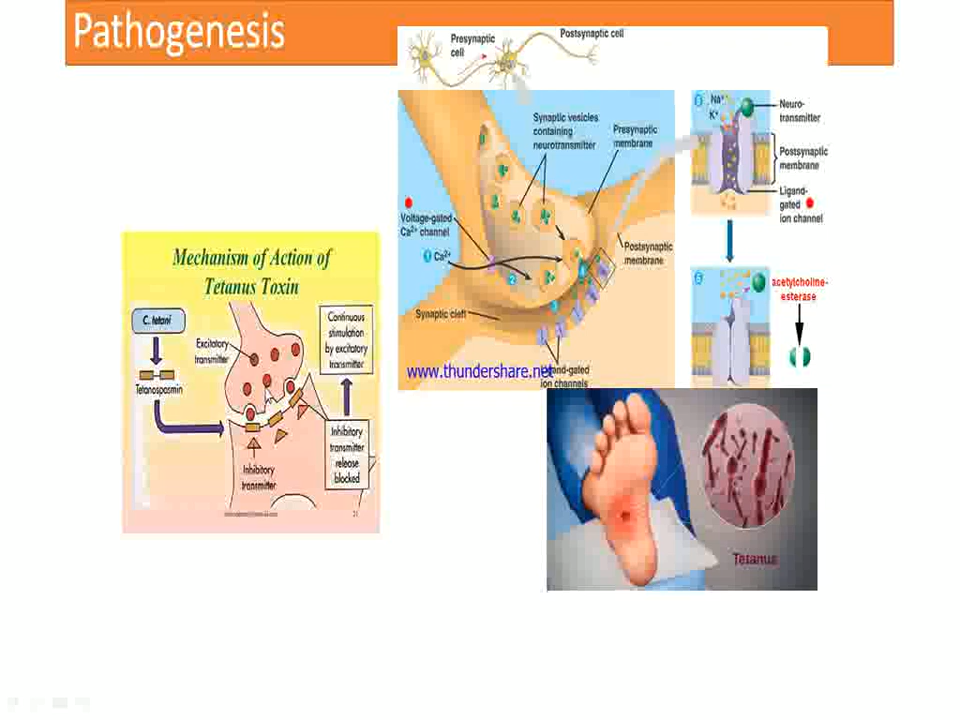 Pathogenesis
Presynaptic
cell
Postsynaptic cell
Synaptic vesicles
containing
neurotransmitter
Presynaptic
membrane
Voltage-gated
Ca2+ channel
1 Ca2+
2
Postsynaptic
membrane
Synaptic cleft
www.thundershare.net
ion channels
Na+
K+
Neuro-
transmitter
Postsynaptic
membrane
Ligand-
gated
ion channel
acetylcholine-
esterase
Mechanism of Action of
Tetanus Toxin
C. tetani
Tetanospasmin
Excitatory
transmitter
Continuous
stimulation
by excitatory
transmitter
Inhibitory
transmitter
Inhibitory
transmitter
release
blocked
Tetanus